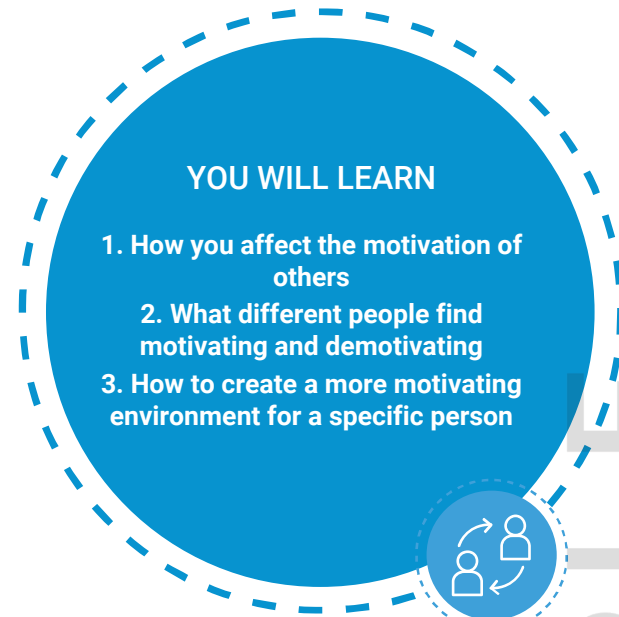 YOU WILL LEARN
1. How you affect the motivation of
others
2. What different people find
motivating and demotivating
3. How to create a more motivating
environment for a specific person